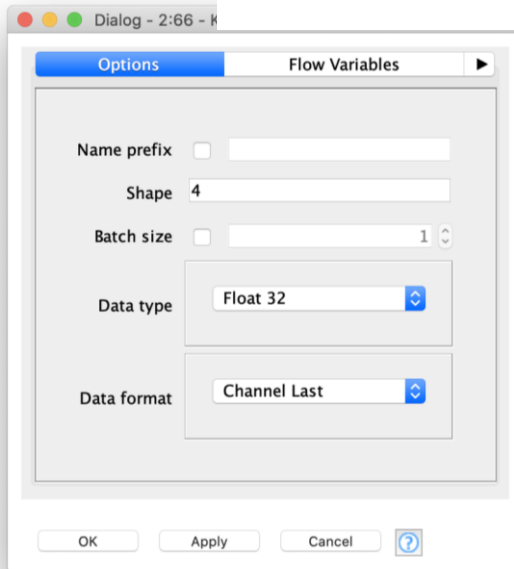 Dialog - 2:66 - K
Options
Flow Variables
Name prefix
Shape 4
Batch size 1
Data type Float 32
Data format Channel Last
OK Apply Cancel ?